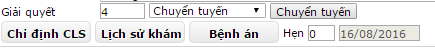 Giải quyết 4 Chuyển tuyến Chuyển tuyến
Chỉ định CLS Lịch sử khám Bệnh án Hẹn 0 16/08/2016